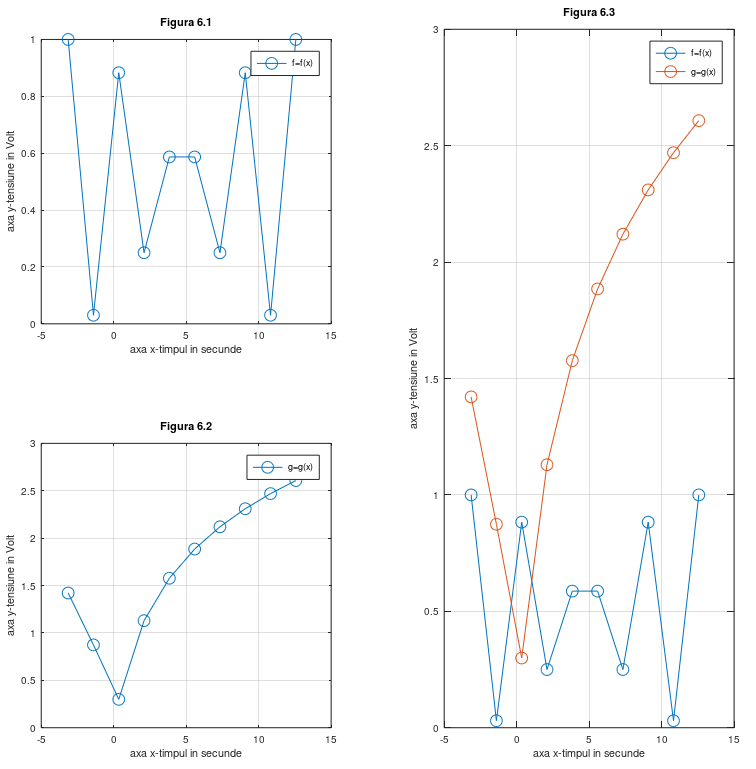 Figura 6.1
1
0.8
0.6
0.4
0.2
0
-5
0
5
10
15
axa y-tensiune in Volt
axa x-timpul in secunde
f=f(x)
Figura 6.2
3
2.5
2
1.5
1
0.5
0
-5
0
5
10
15
axa y-tensiune in Volt
axa x-timpul in secunde
g=g(x)
Figura 6.3
3
2.5
2
1.5
1
0.5
0
-5
0
5
10
15
axa y-tensiune in Volt
axa x-timpul in secunde
f=f(x)
g=g(x)